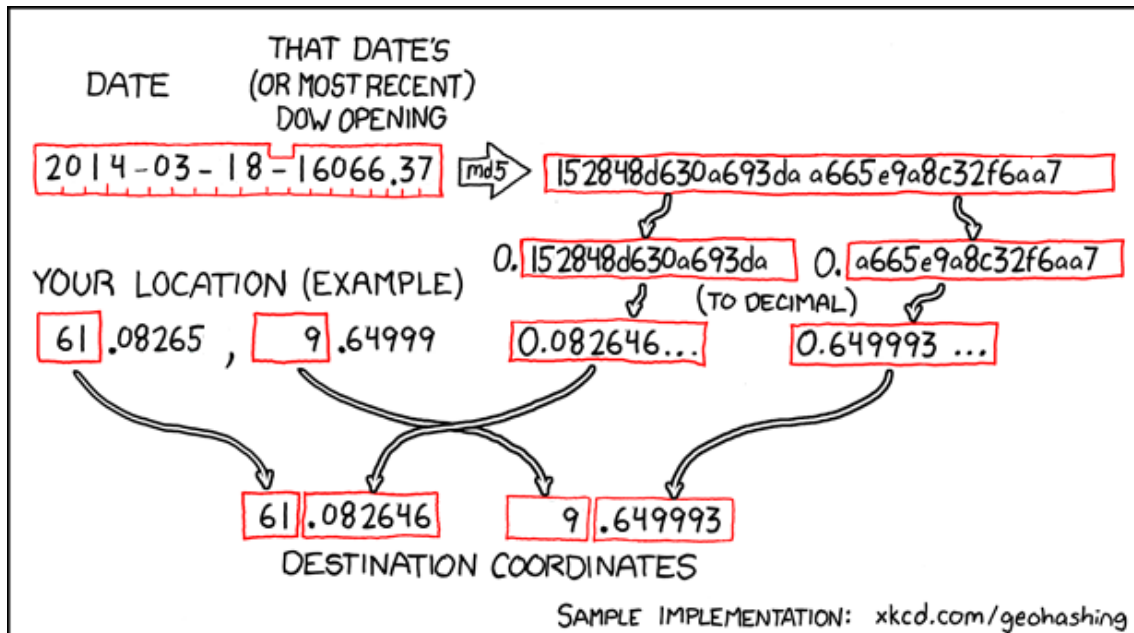 DATE
THAT DATE'S
(OR MOST RECENT)
DOW OPENING
2014-03-18-16066.37
md5
152848d630a693daa665e9a8c32f6aa7
0.152848d630a693da
0.a665e9a8c32f6aa7
YOUR LOCATION (EXAMPLE)
(TO DECIMAL)
61.08265, 9.64999
0.082646...
0.649993 ...
61.082646
9.649993
DESTINATION COORDINATES
SAMPLE IMPLEMENTATION: xkcd.com/geohashing